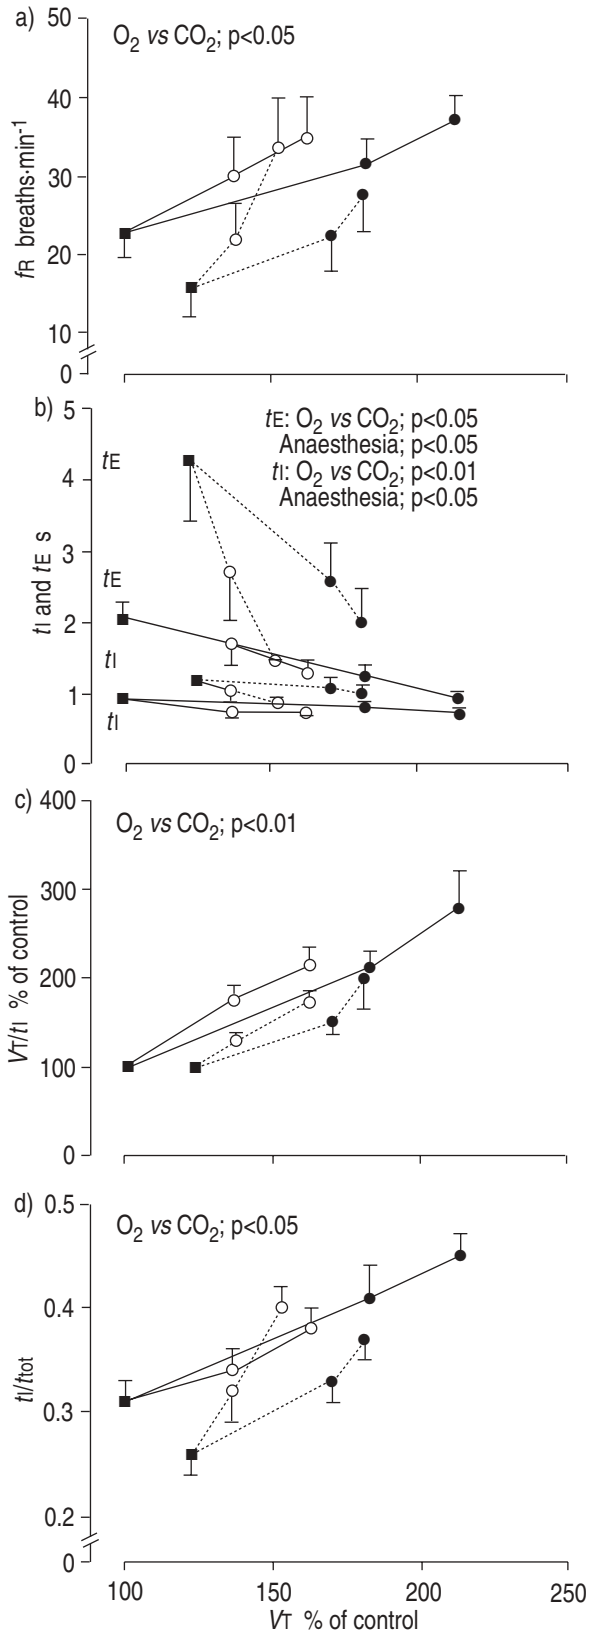 a)
50
40
30
20
10
0
fR breaths·min-1
O2 vs CO2; p<0.05
b)
5
4
3
2
1
0
tI and tE s
tE
tE
tI
tI
tE: O2 vs CO2; p<0.05
Anaesthesia; p<0.05
tI: O2 vs CO2; p<0.01
Anaesthesia; p<0.05
c)
400
300
200
100
0
VT/tI % of control
O2 vs CO2; p<0.01
d)
0.5
0.4
0.3
0.2
0
tI/ttot
O2 vs CO2; p<0.05
100 150 200 250
VT % of control